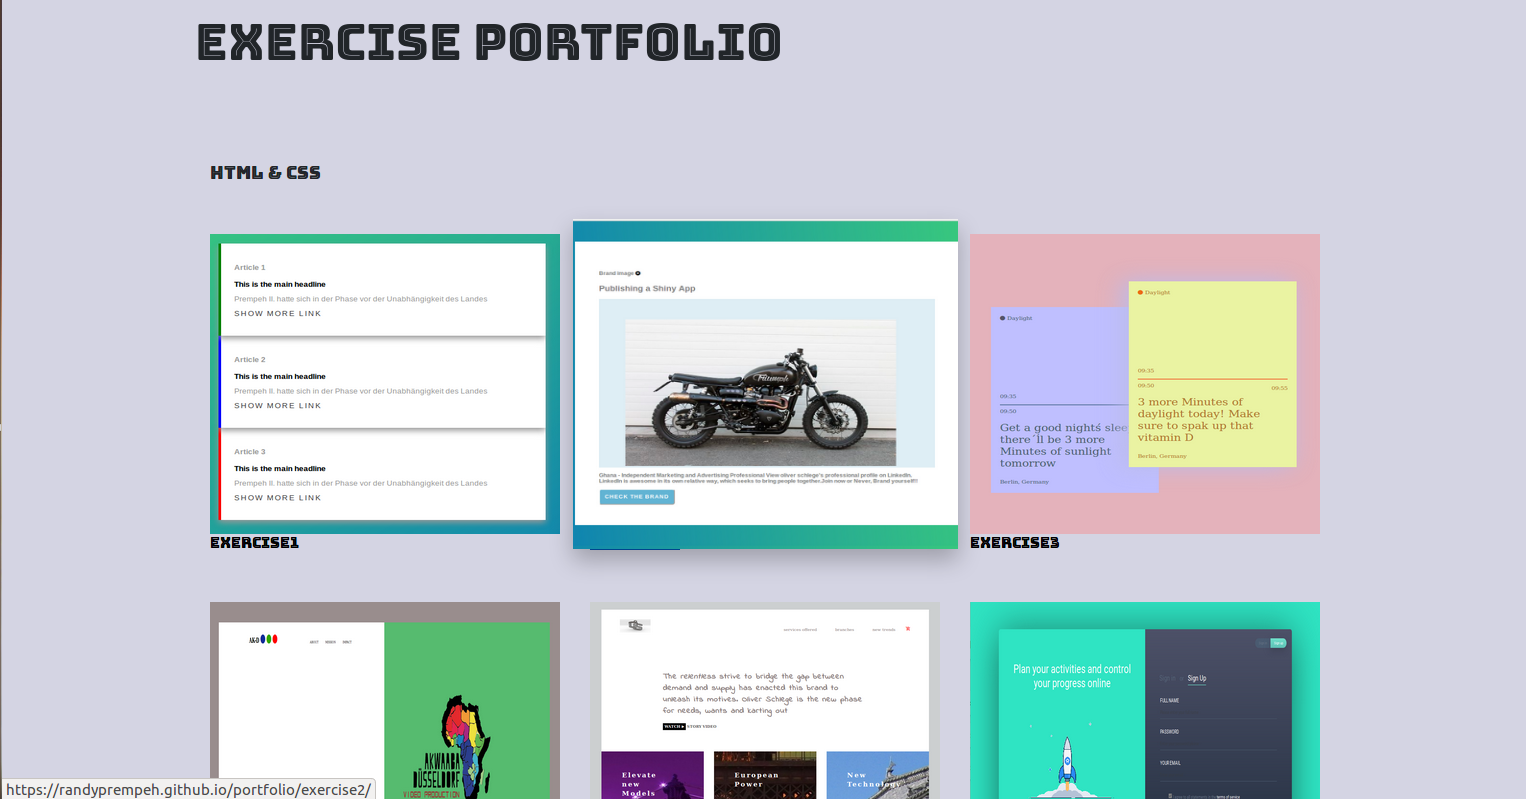 EXERCISE PORTFOLIO
HTML & CSS
Article 1
This is the main headline
Prempeh II. hatte sich in der Phase vor der Unabhängigkeit des Landes
SHOW MORE LINK
Article 2
This is the main headline
Prempeh II. hatte sich in der Phase vor der Unabhängigkeit des Landes
SHOW MORE LINK
Article 3
This is the main headline
Prempeh II. hatte sich in der Phase vor der Unabhängigkeit des Landes
SHOW MORE LINK
EXERCISE1
Brand image
Publishing a Shiny App
Triumph
Ghana - Independent Marketing and Advertising Professional View oliver schlege's professional profile on LinkedIn.
LinkedIn is awesome in its own relative way, which seeks to bring people together.Join now or Never, Brand yourself!!
CHECK THE BRAND
Daylight
09:35
09:50
Get a good nights´ slee
there´ll be 3 more
Minutes of sunlight
tomorrow
Berlin, Germany
Daylight
09:35
09:50
09:55
3 more Minutes of
daylight today! Make
sure to spak up that
vitamin D
Berlin, Germany
EXERCISE3
AK-D
ABOUT
AKWAABA
DÜSSELDORF
VIDEO PRODUCTION
services offered
branches
new trends
The relentless strive to bridge the gap between
demand and supply has enacted this brand to
unleash its motives. Oliver Schlege is the new phase
for needs, wants and karting out
WATCH STORY VIDEO
Elevate
new
Models
European
Power
New
Technology
Plan your activities and control
your progress online
Sign Up
FULL NAME
PASSWORD
YOUR EMAIL
terms of service
https://randyprempeh.github.io/portfolio/exercise2/